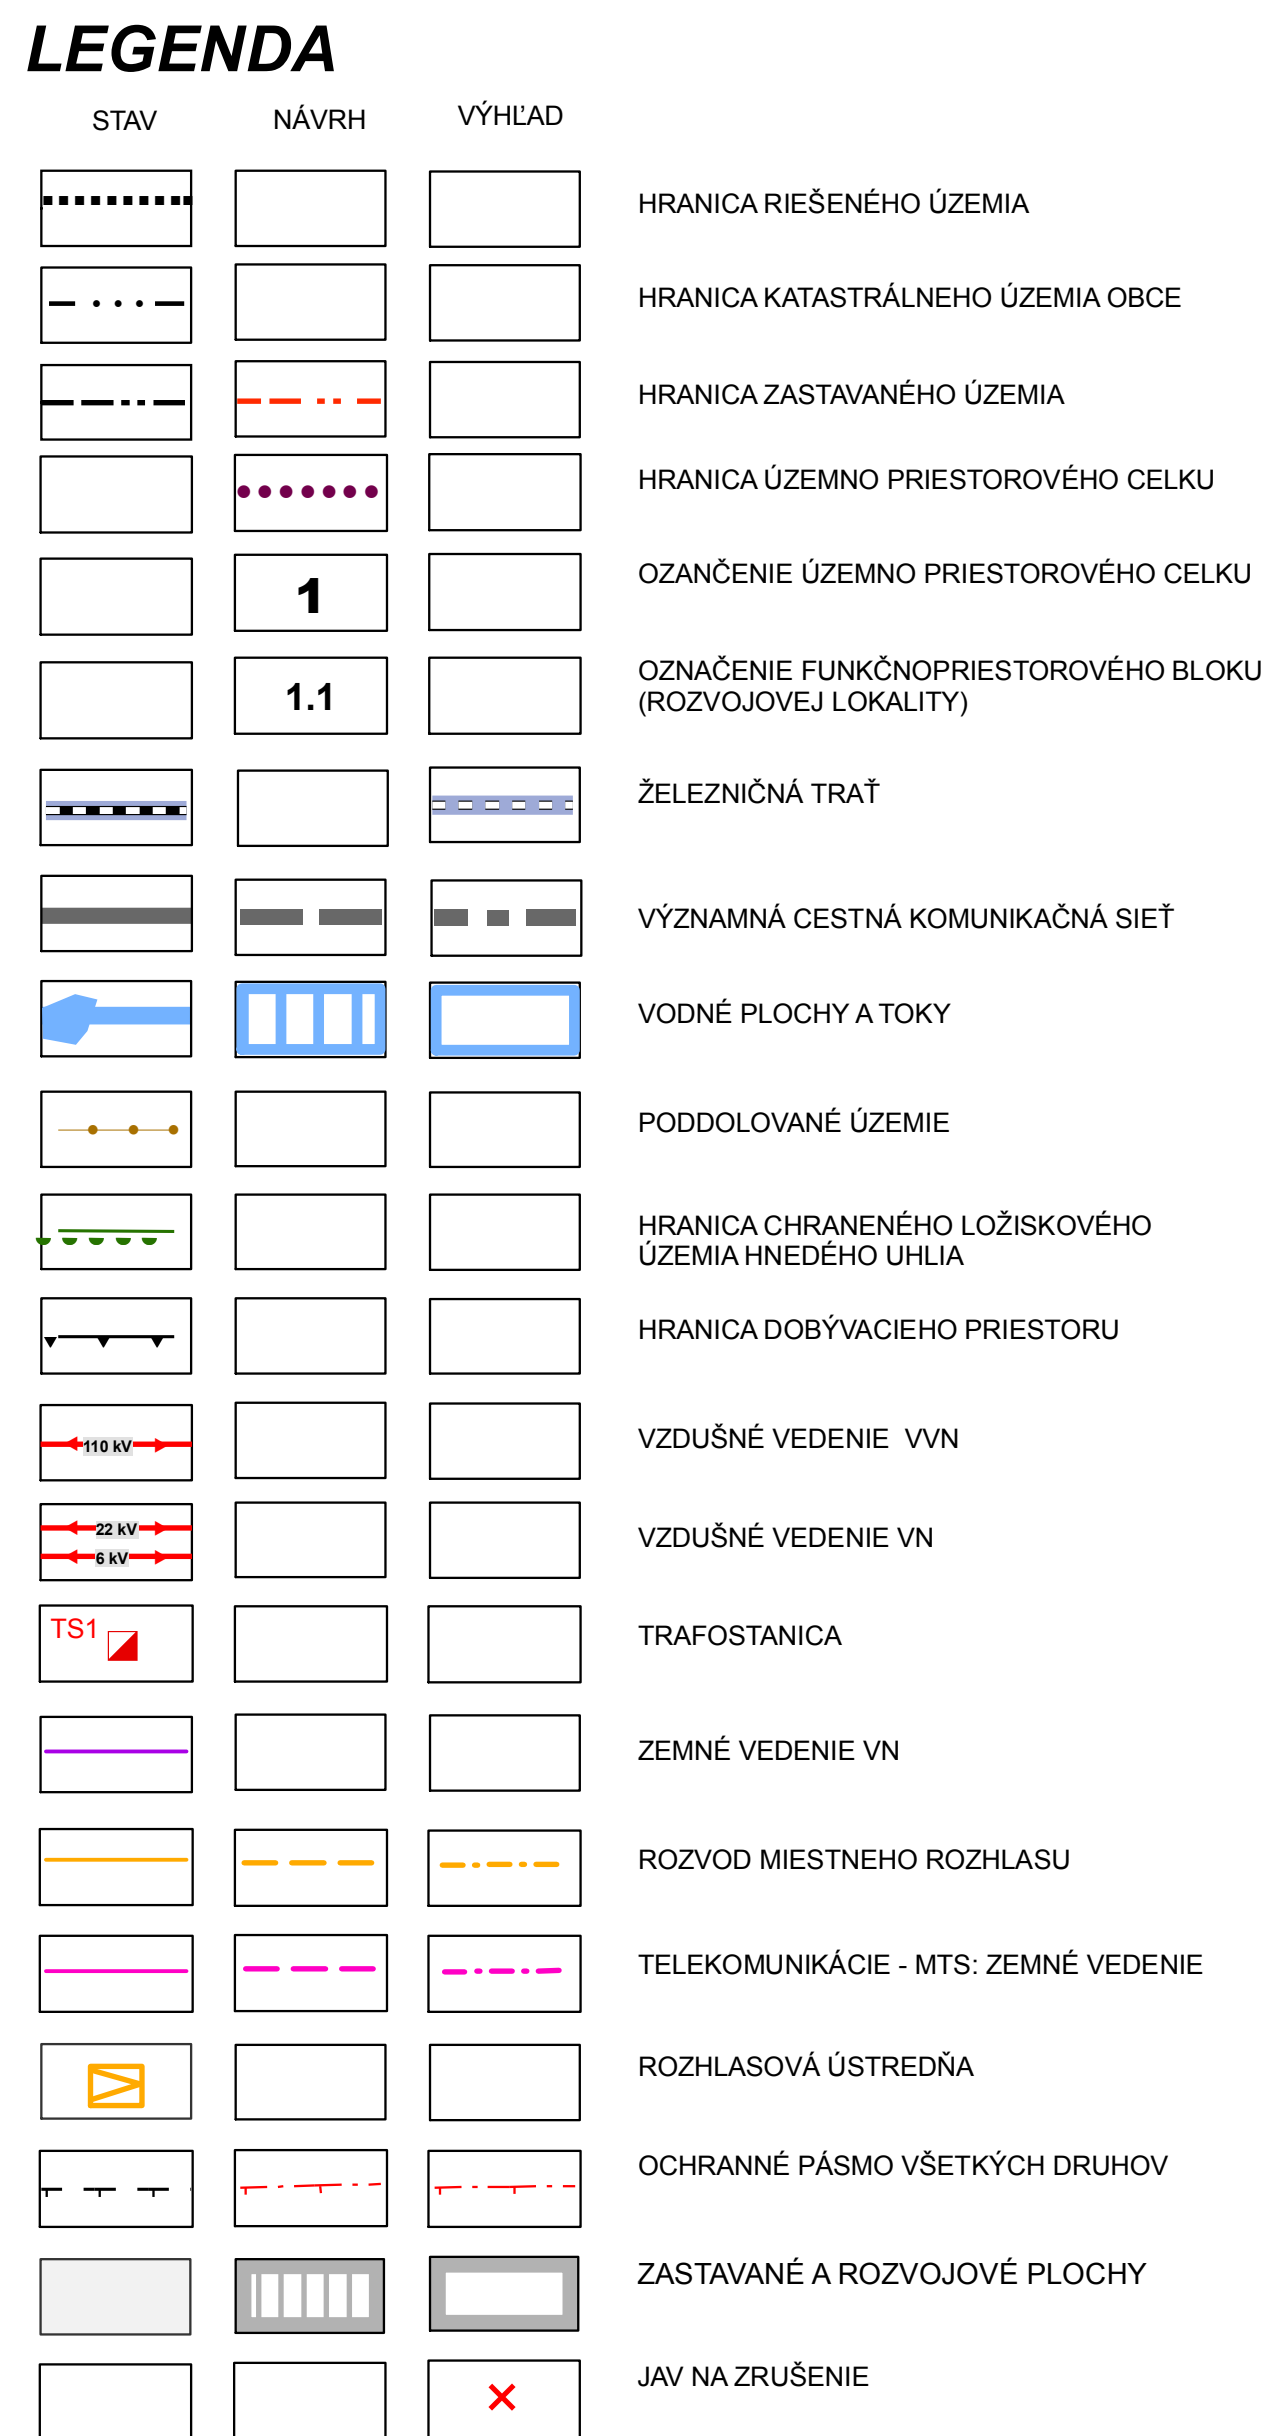 LEGENDA
STAV NÁVRH VÝHĽAD
HRANICA RIEŠENÉHO ÚZEMIA
HRANICA KATASTRÁLNEHO ÚZEMIA OBCE
HRANICA ZASTAVANÉHO ÚZEMIA
HRANICA ÚZEMNO PRIESTOROVÉHO CELKU
1 OZANČENIE ÚZEMNO PRIESTOROVÉHO CELKU
1.1 OZNAČENIE FUNKČNOPRIESTOROVÉHO BLOKU
(ROZVOJOVEJ LOKALITY)
ŽELEZNIČNÁ TRAŤ
VÝZNAMNÁ CESTNÁ KOMUNIKAČNÁ SIEŤ
VODNÉ PLOCHY A TOKY
PODDOLOVANÉ ÚZEMIE
HRANICA CHRANENÉHO LOŽISKOVÉHO
ÚZEMIA HNEDÉHO UHLIA
HRANICA DOBÝVACIEHO PRIESTORU
110 kV VZDUŠNÉ VEDENIE VVN
22 kV VZDUŠNÉ VEDENIE VN
6 kV
TS1 TRAFOSTANICA
ZEMNÉ VEDENIE VN
ROZVOD MIESTNEHO ROZHLASU
TELEKOMUNIKÁCIE - MTS: ZEMNÉ VEDENIE
ROZHLASOVÁ ÚSTREDŇA
OCHRANNÉ PÁSMO VŠETKÝCH DRUHOV
ZASTAVANÉ A ROZVOJOVÉ PLOCHY
JAV NA ZRUŠENIE